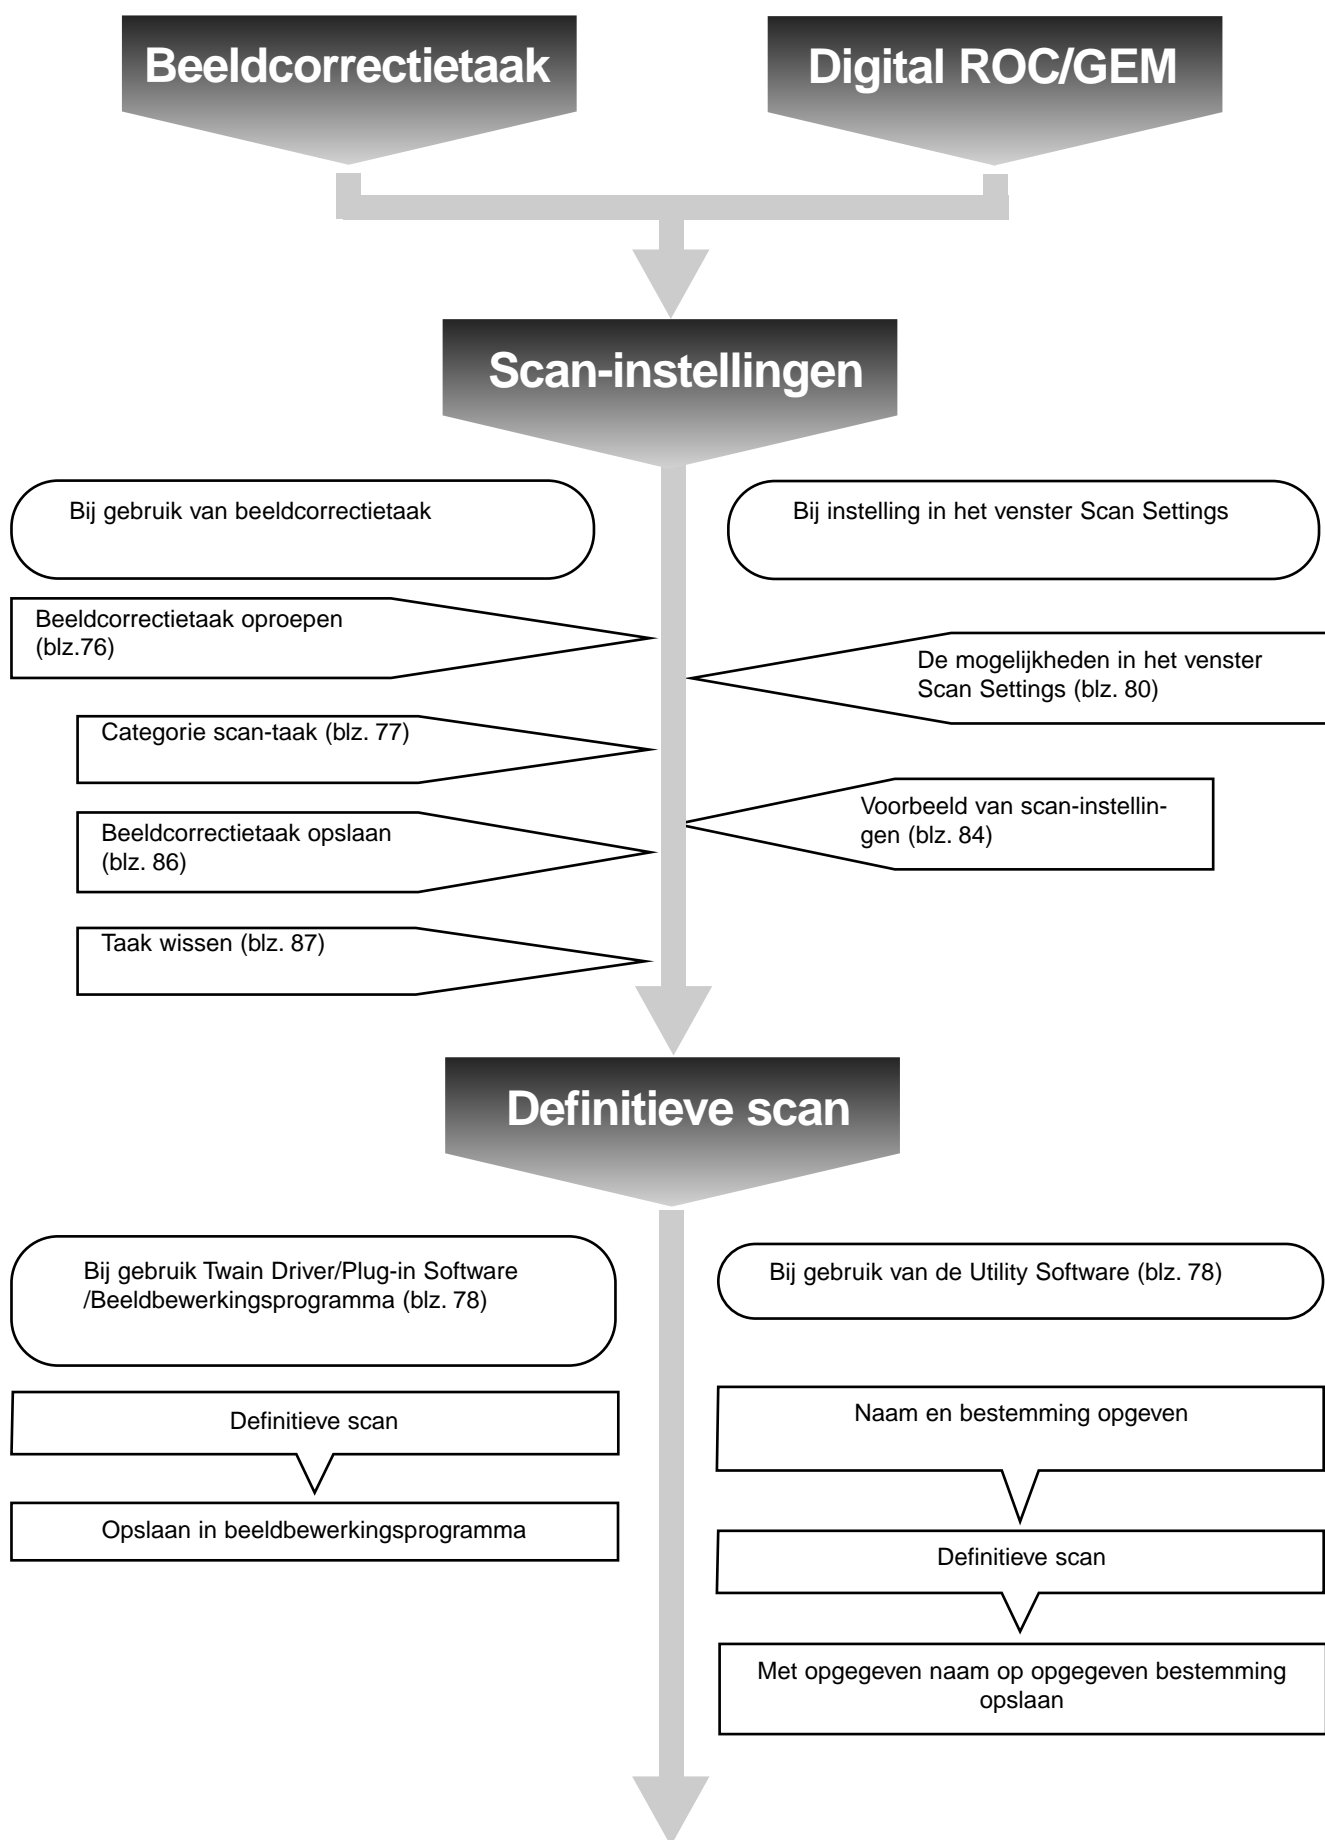 Beeldcorrectietaak
Digital ROC/GEM
Scan-instellingen
Bij gebruik van beeldcorrectietaak
Beeldcorrectietaak oproepen
(blz.76)
Categorie scan-taak (blz. 77)
Beeldcorrectietaak opslaan
(blz. 86)
Taak wissen (blz. 87)
Bij instelling in het venster Scan Settings
De mogelijkheden in het venster
Scan Settings (blz. 80)
Voorbeeld van scan-instellin-
gen (blz. 84)
Definitieve scan
Bij gebruik Twain Driver/Plug-in Software
/Beeldbewerkingsprogramma (blz. 78)
Definitieve scan
Opslaan in beeldbewerkingsprogramma
Bij gebruik van de Utility Software (blz. 78)
Naam en bestemming opgeven
Definitieve scan
Met opgegeven naam op opgegeven bestemming
opslaan